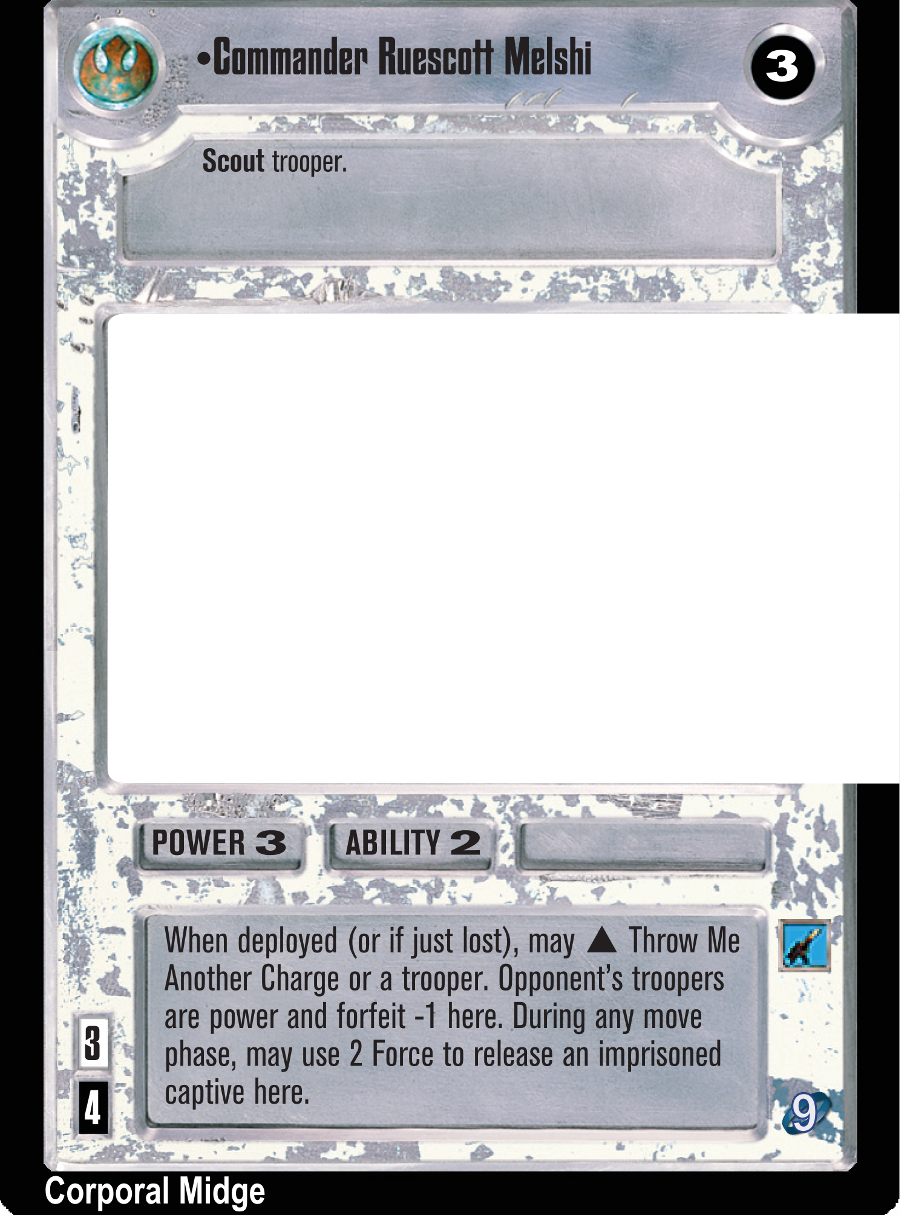 •Commander Ruescott Melshi
3
Scout trooper.
POWER 3
ABILITY 2
When deployed (or if just lost), may ▲ Throw Me
Another Charge or a trooper. Opponent's troopers
are power and forfeit -1 here. During any move
phase, may use 2 Force to release an imprisoned
captive here.
3
4
9
Corporal Midge